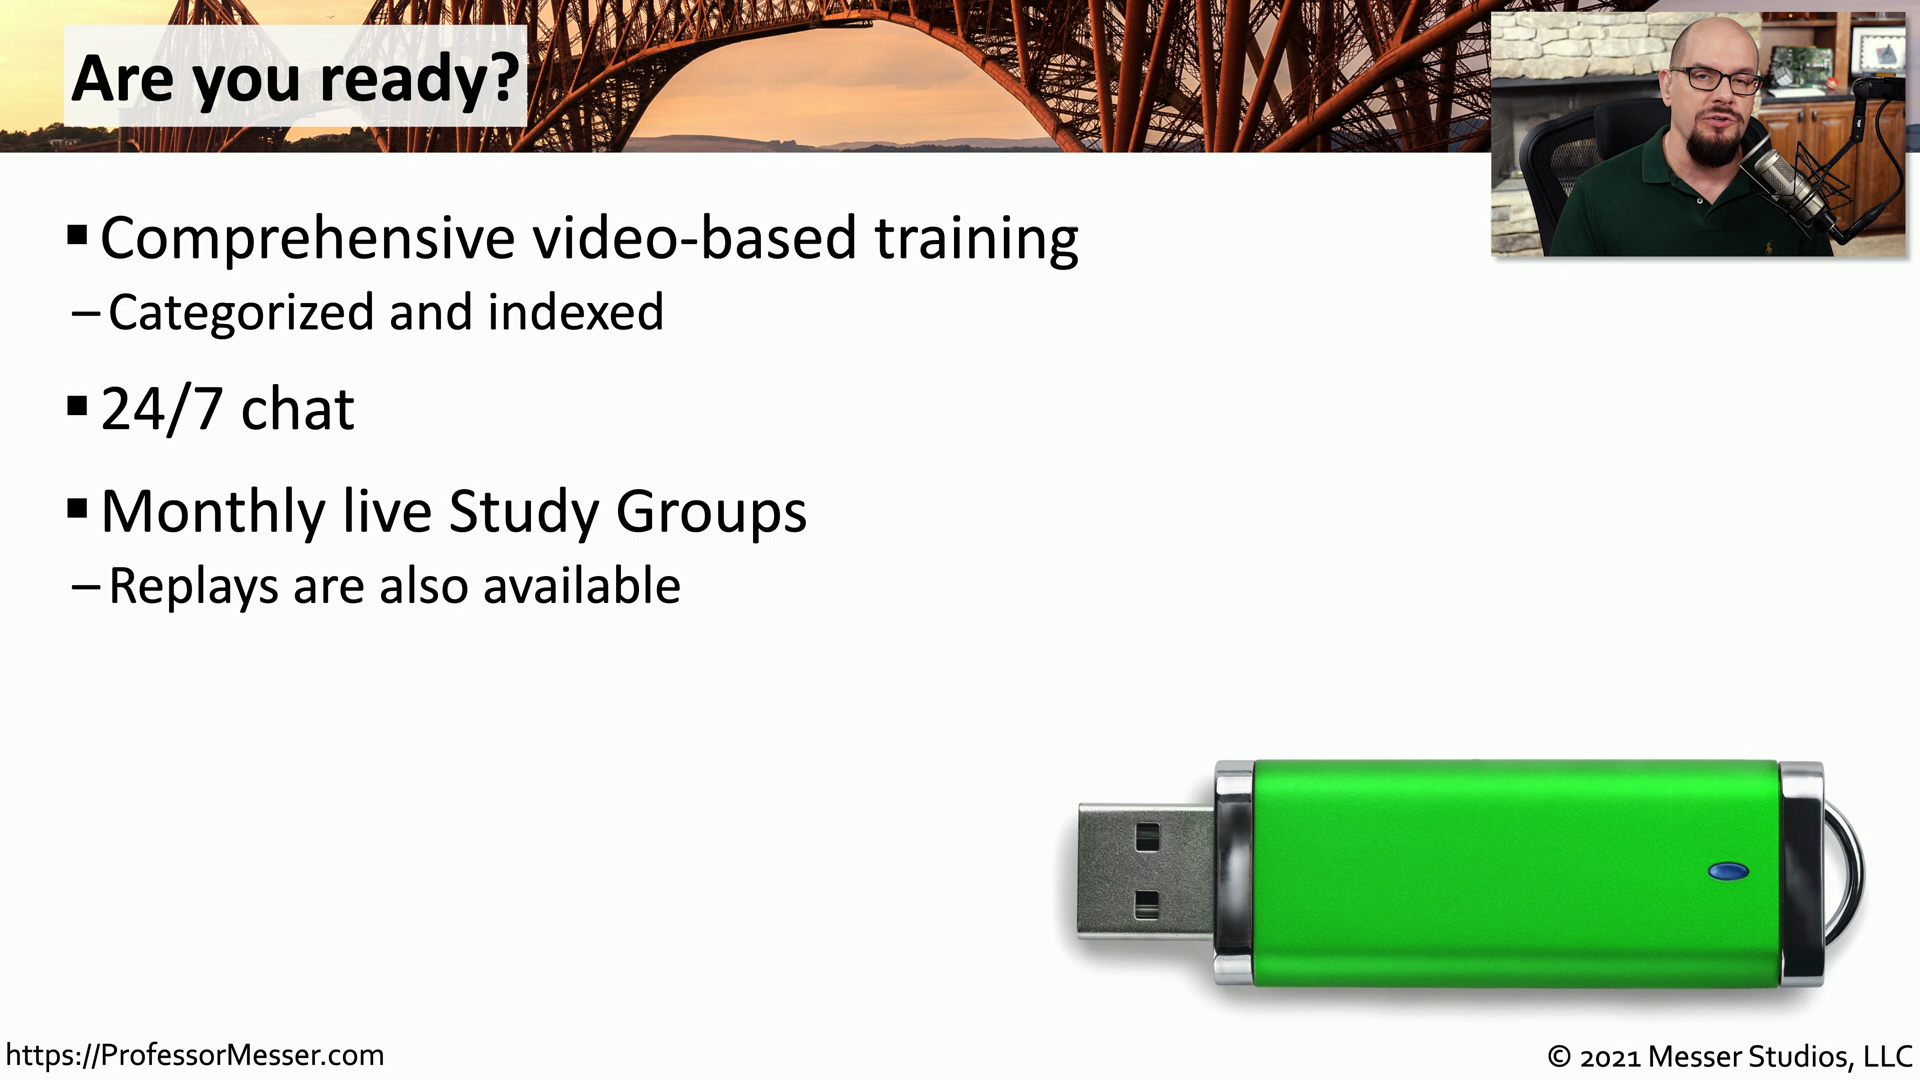 Are you ready?
▪ Comprehensive video-based training
– Categorized and indexed
▪ 24/7 chat
▪ Monthly live Study Groups
– Replays are also available
https://ProfessorMesser.com
© 2021 Messer Studios, LLC